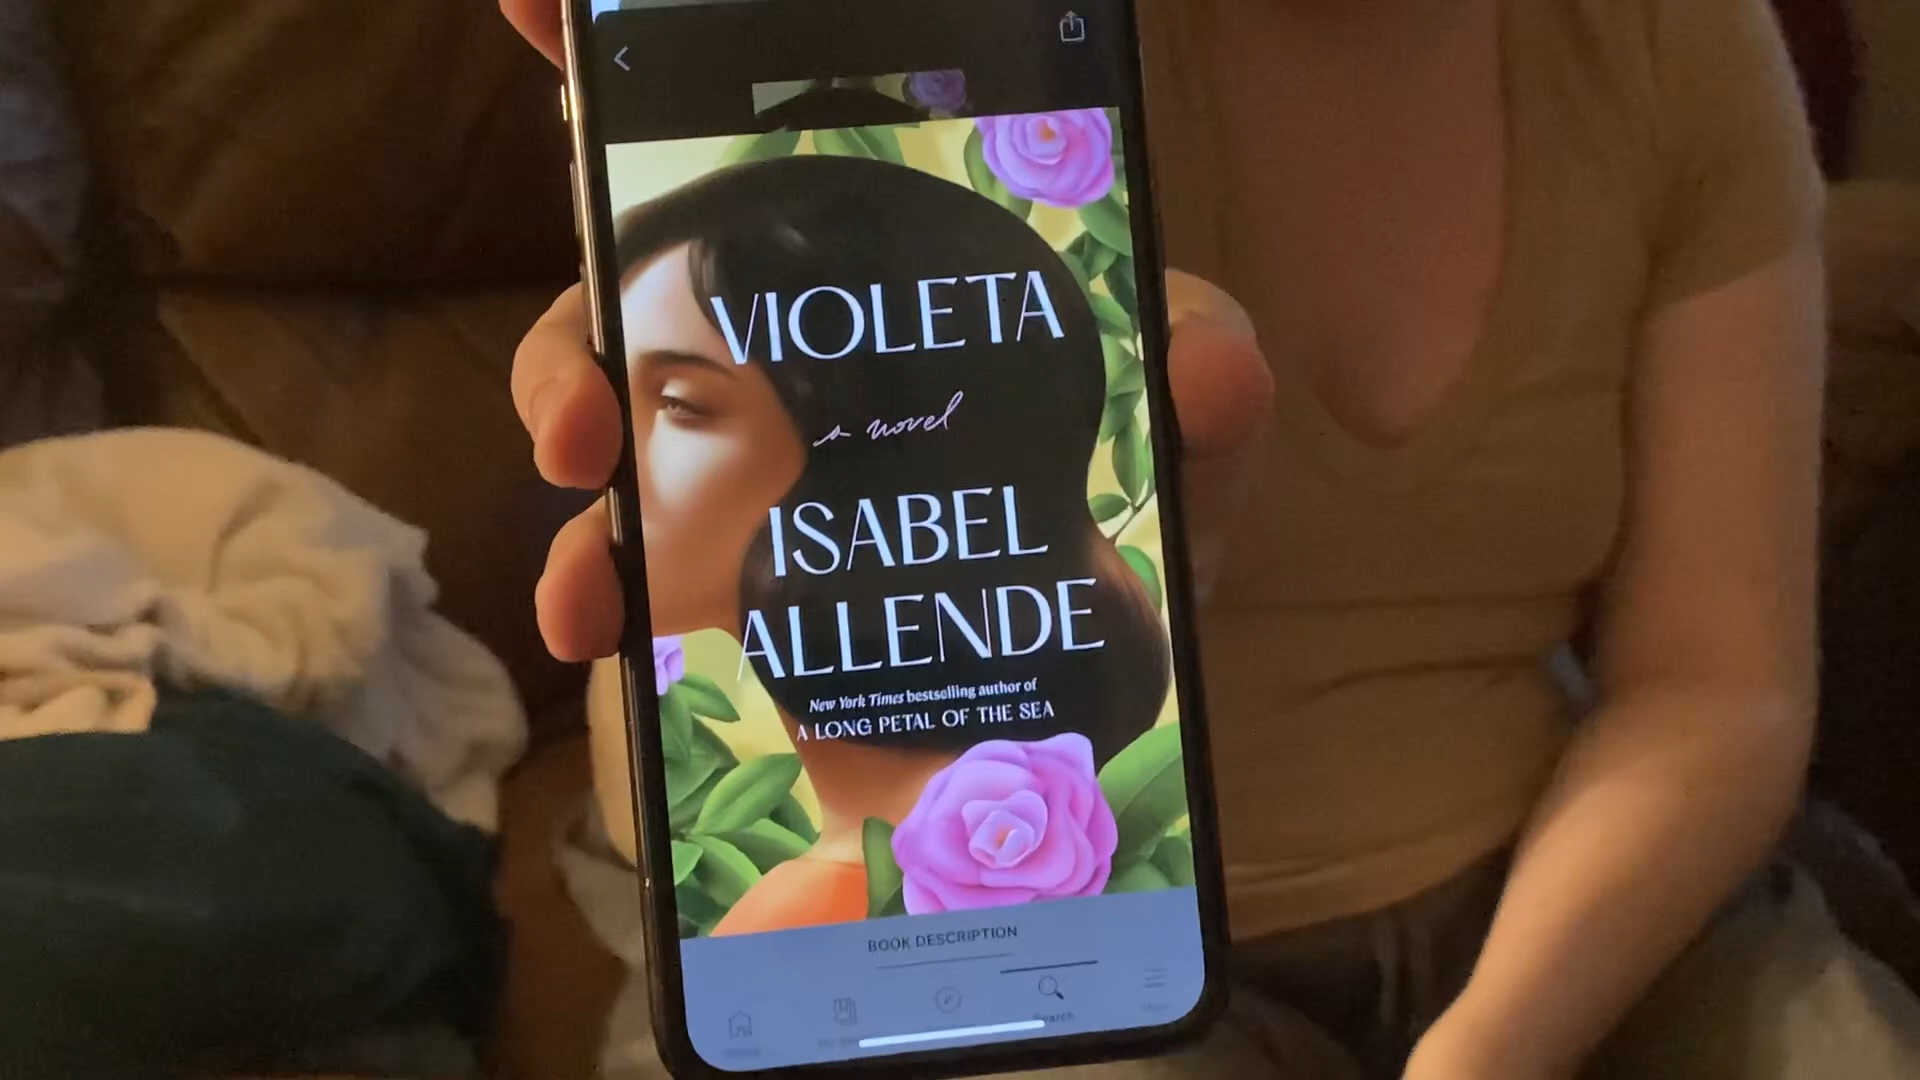 VIOLETA
a novel
ISABEL
ALLENDE
New York Times bestselling author of
A LONG PETAL OF THE SEA
BOOK DESCRIPTION